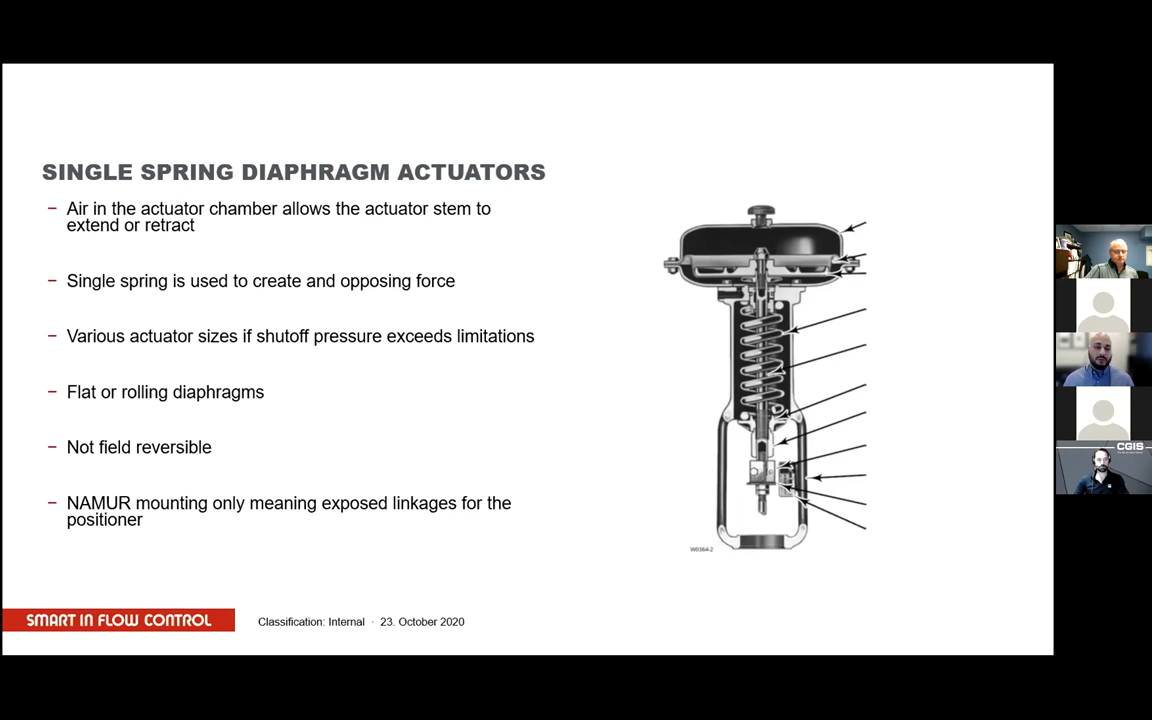 SINGLE SPRING DIAPHRAGM ACTUATORS
– Air in the actuator chamber allows the actuator stem to
extend or retract
– Single spring is used to create and opposing force
– Various actuator sizes if shutoff pressure exceeds limitations
– Flat or rolling diaphragms
– Not field reversible
– NAMUR mounting only meaning exposed linkages for the
positioner
W0364-2
SMART IN FLOW CONTROL
Classification: Internal · 23. October 2020
CGIS